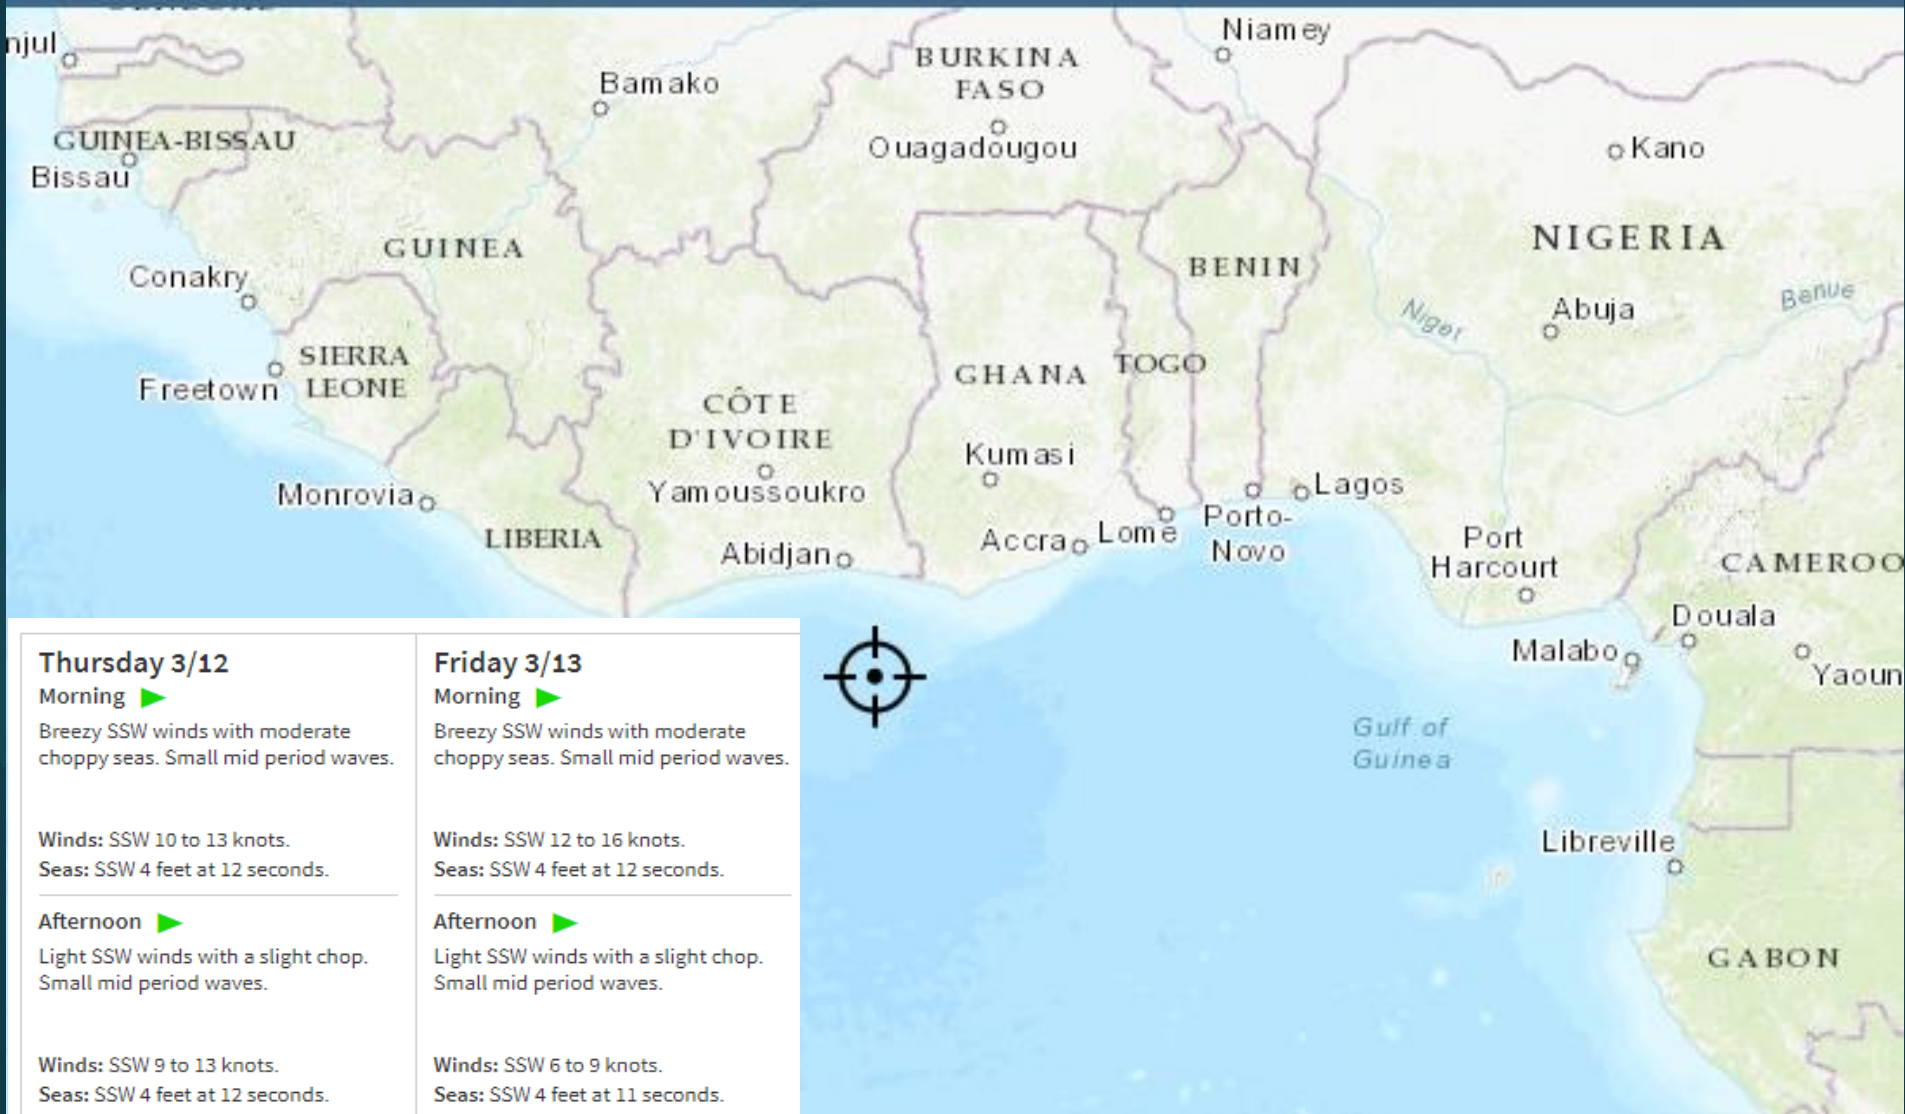 njul
Niamey
BURKINA
FASO
Bamako
Ouagadougou
Kano
GUINEA-BISSAU
Bissau
NIGERIA
GUINEA
BENIN
Conakry
Niger
Abuja
Benue
SIERRA
LEONE
Freetown
GHANA
TOGO
CÔTE
D'IVOIRE
Kumasi
Yamoussoukro
Monrovia
Lagos
LIBERIA
Abidjan
Accra
Lome
Porto-
Novo
Port
Harcourt
CAMEROO
Douala
Malabo
Yaoun
Gulf of
Guinea
Libreville
GABON
Thursday 3/12
Morning
Breezy SSW winds with moderate
choppy seas. Small mid period waves.
Winds: SSW 10 to 13 knots.
Seas: SSW 4 feet at 12 seconds.
Afternoon
Light SSW winds with a slight chop.
Small mid period waves.
Winds: SSW 9 to 13 knots.
Seas: SSW 4 feet at 12 seconds.
Friday 3/13
Morning
Breezy SSW winds with moderate
choppy seas. Small mid period waves.
Winds: SSW 12 to 16 knots.
Seas: SSW 4 feet at 12 seconds.
Afternoon
Light SSW winds with a slight chop.
Small mid period waves.
Winds: SSW 6 to 9 knots.
Seas: SSW 4 feet at 11 seconds.